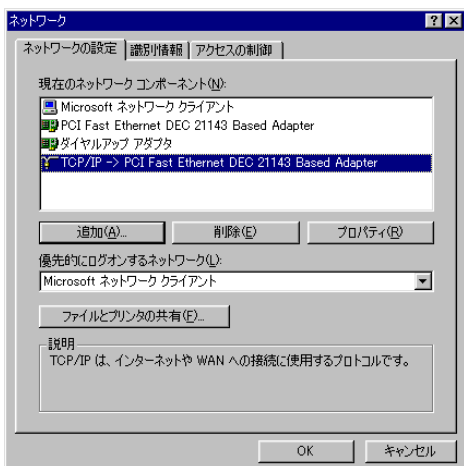 ネットワーク
ネットワークの設定 識別情報 アクセスの制御
現在のネットワーク コンポーネント(N):
Microsoft ネットワーク クライアント
PCI Fast Ethernet DEC 21143 Based Adapter
ダイヤルアップ アダプタ
TCP/IP -> PCI Fast Ethernet DEC 21143 Based Adapter
追加(A)... 削除(E) プロパティ(R)
優先的にログオンするネットワーク(L):
Microsoft ネットワーク クライアント
ファイルとプリンタの共有(F)...
説明
TCP/IP は、インターネットや WAN への接続に使用するプロトコルです。
OK キャンセル